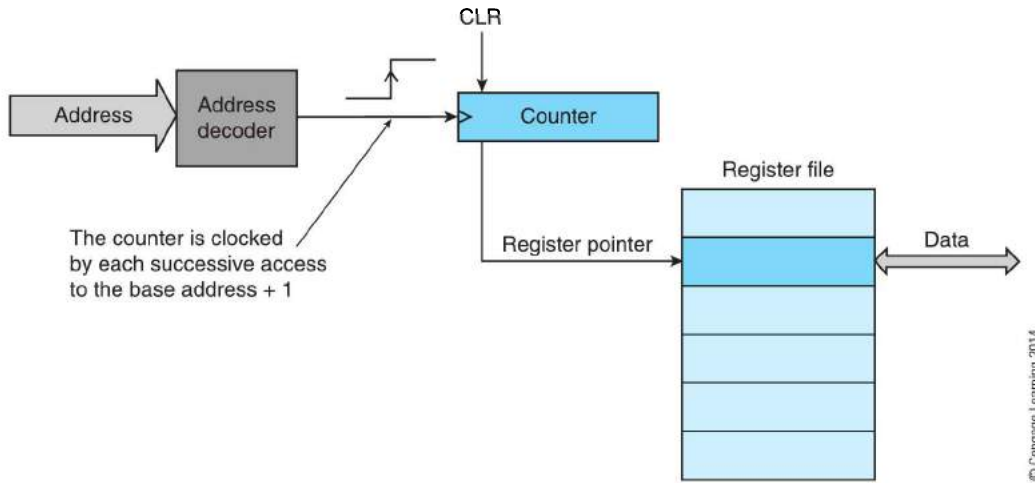 CLR
Address
Address
decoder
Counter
Register file
The counter is clocked
by each successive access
to the base address + 1
Register pointer
Data
© Cengage Learning 2014